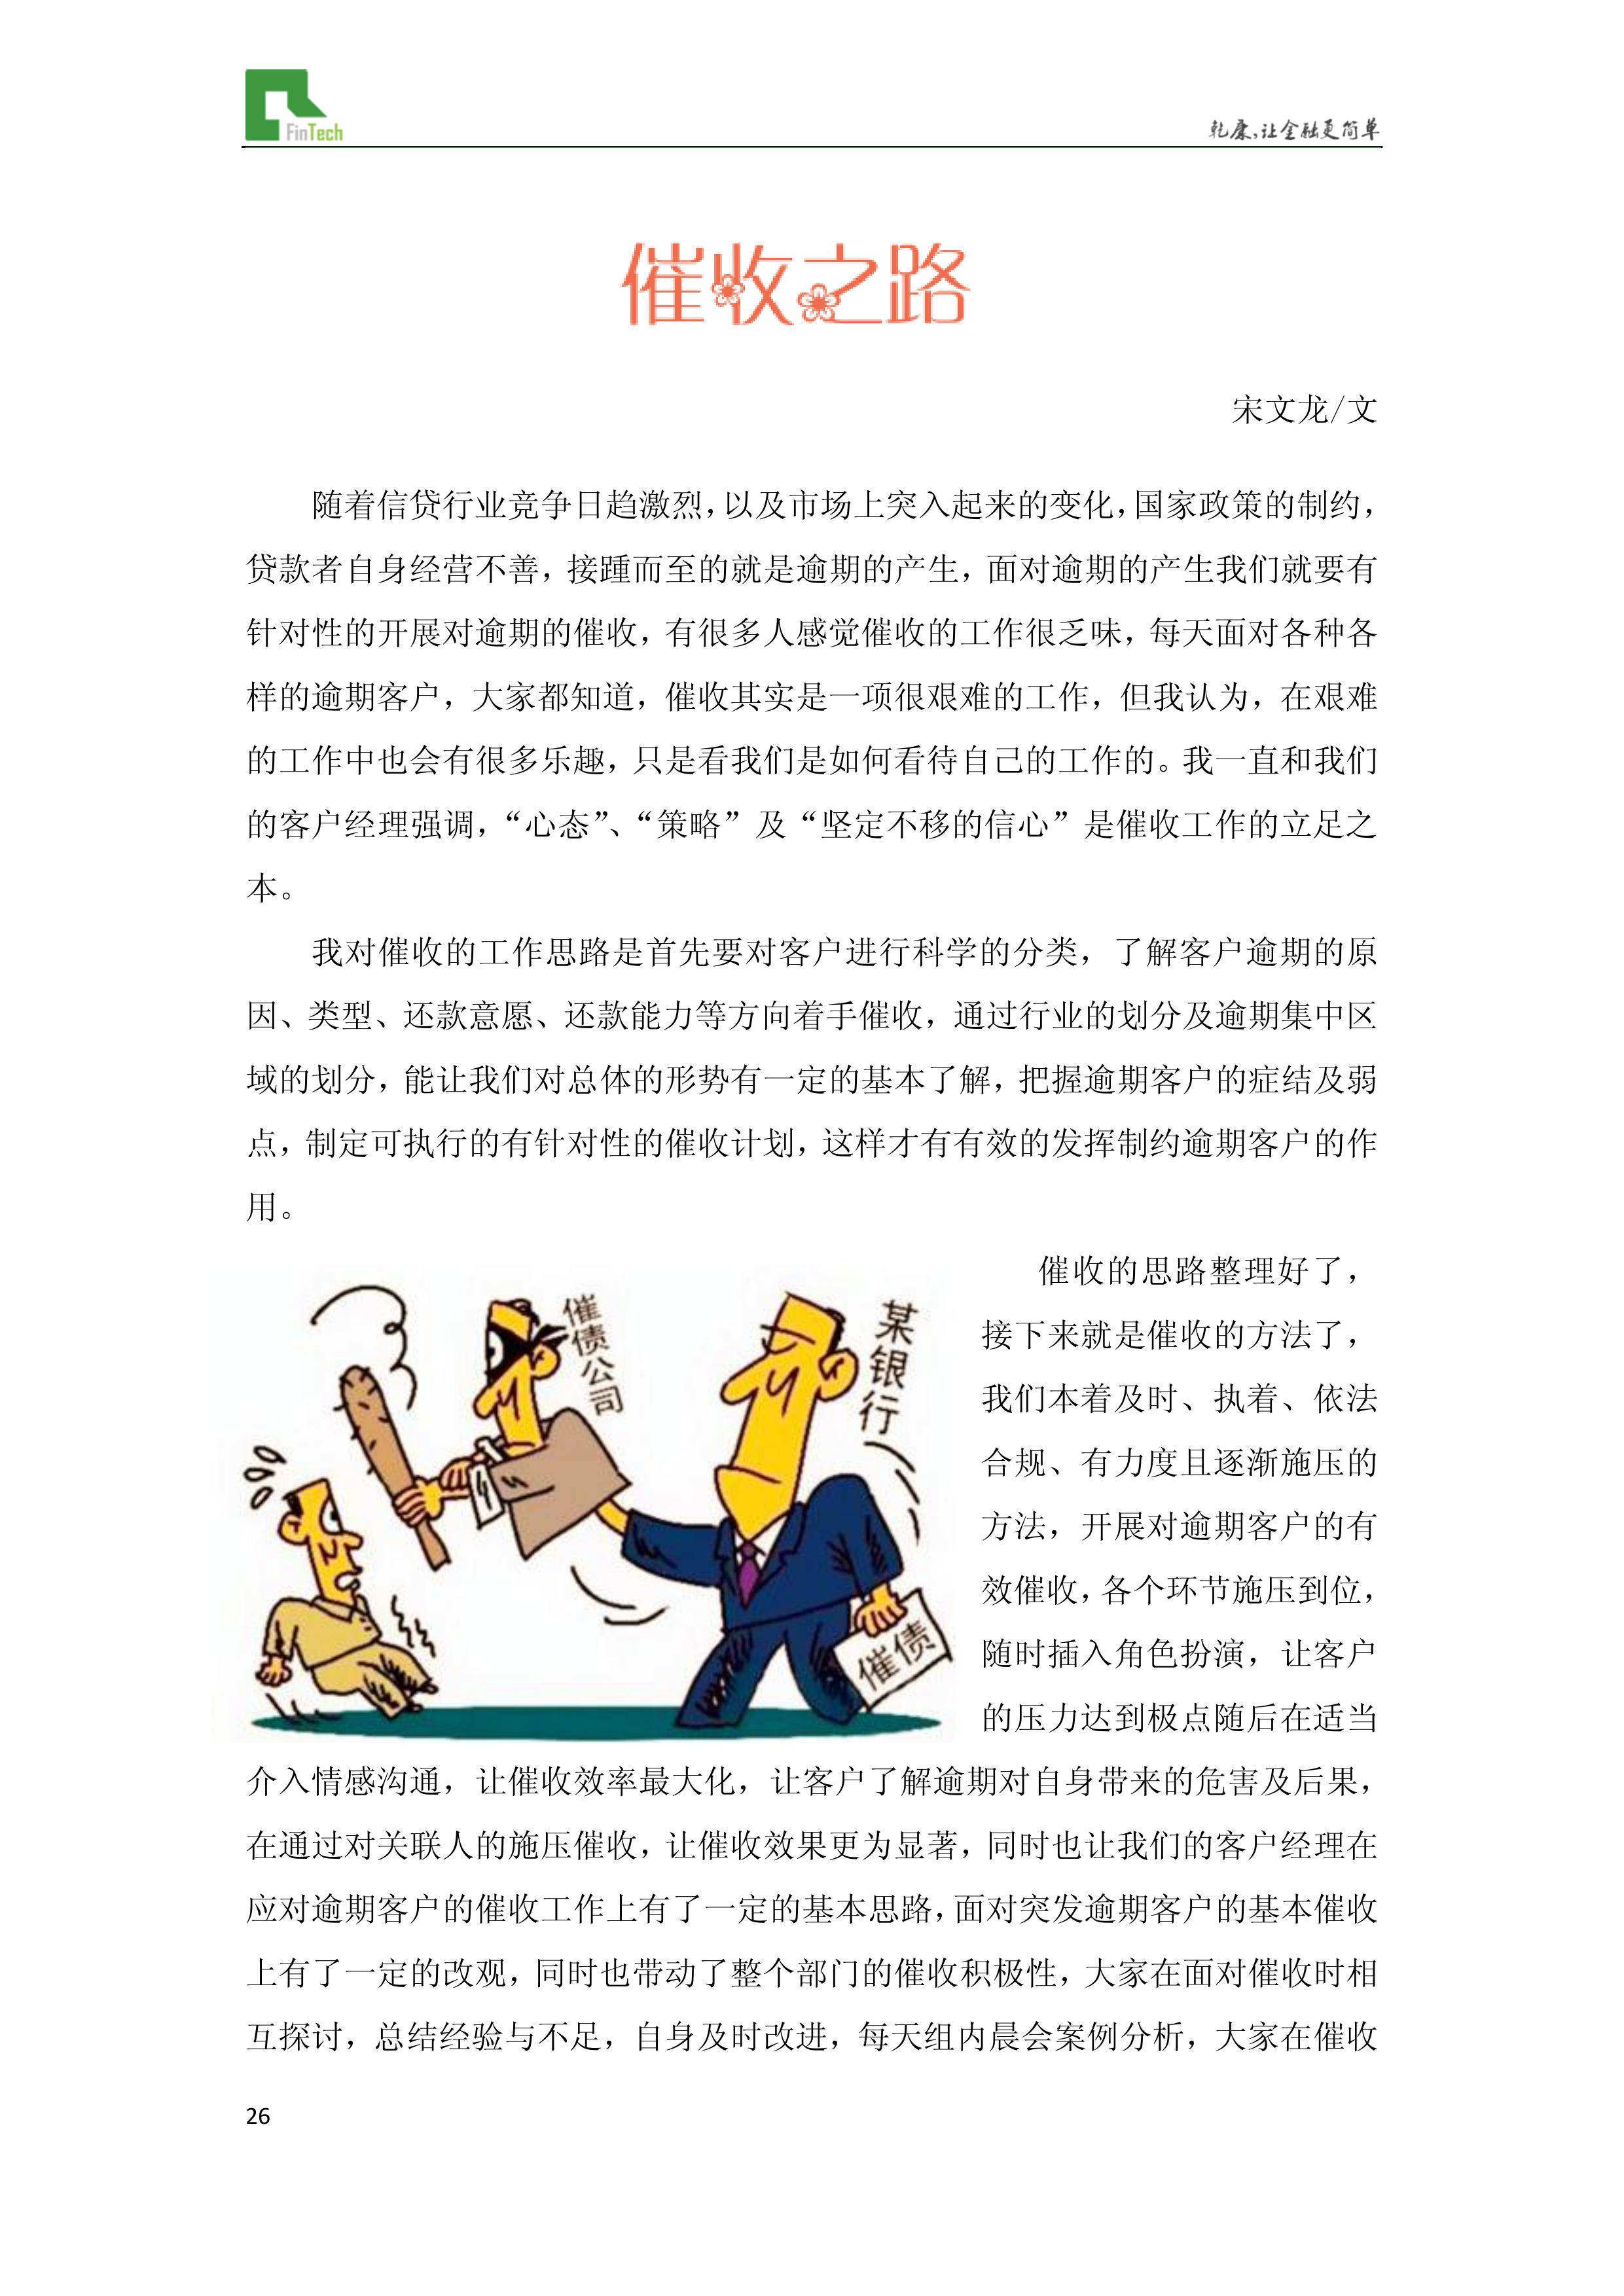 FinTech
乾康,让金融更简单
催收之路
宋文龙/文
随着信贷行业竞争日趋激烈，以及市场上突入起来的变化，国家政策的制约，
贷款者自身经营不善，接踵而至的就是逾期的产生，面对逾期的产生我们就要有
针对性的开展对逾期的催收，有很多人感觉催收的工作很乏味，每天面对各种各
样的逾期客户，大家都知道，催收其实是一项很艰难的工作，但我认为，在艰难
的工作中也会有很多乐趣，只是看我们是如何看待自己的工作的。我一直和我们
的客户经理强调，“心态”、“策略”及“坚定不移的信心”是催收工作的立足之
本。
我对催收的工作思路是首先要对客户进行科学的分类，了解客户逾期的原
因、类型、还款意愿、还款能力等方向着手催收，通过行业的划分及逾期集中区
域的划分，能让我们对总体的形势有一定的基本了解，把握逾期客户的症结及弱
点，制定可执行的有针对性的催收计划，这样才有有效的发挥制约逾期客户的作
用。
催债公司
某银行
催债
催收的思路整理好了，
接下来就是催收的方法了，
我们本着及时、执着、依法
合规、有力度且逐渐施压的
方法，开展对逾期客户的有
效催收，各个环节施压到位，
随时插入角色扮演，让客户
的压力达到极点随后在适当
介入情感沟通，让催收效率最大化，让客户了解逾期对自身带来的危害及后果，
在通过对关联人的施压催收，让催收效果更为显著，同时也让我们的客户经理在
应对逾期客户的催收工作上有了一定的基本思路，面对突发逾期客户的基本催收
上有了一定的改观，同时也带动了整个部门的催收积极性，大家在面对催收时相
互探讨，总结经验与不足，自身及时改进，每天组内晨会案例分析，大家在催收
26